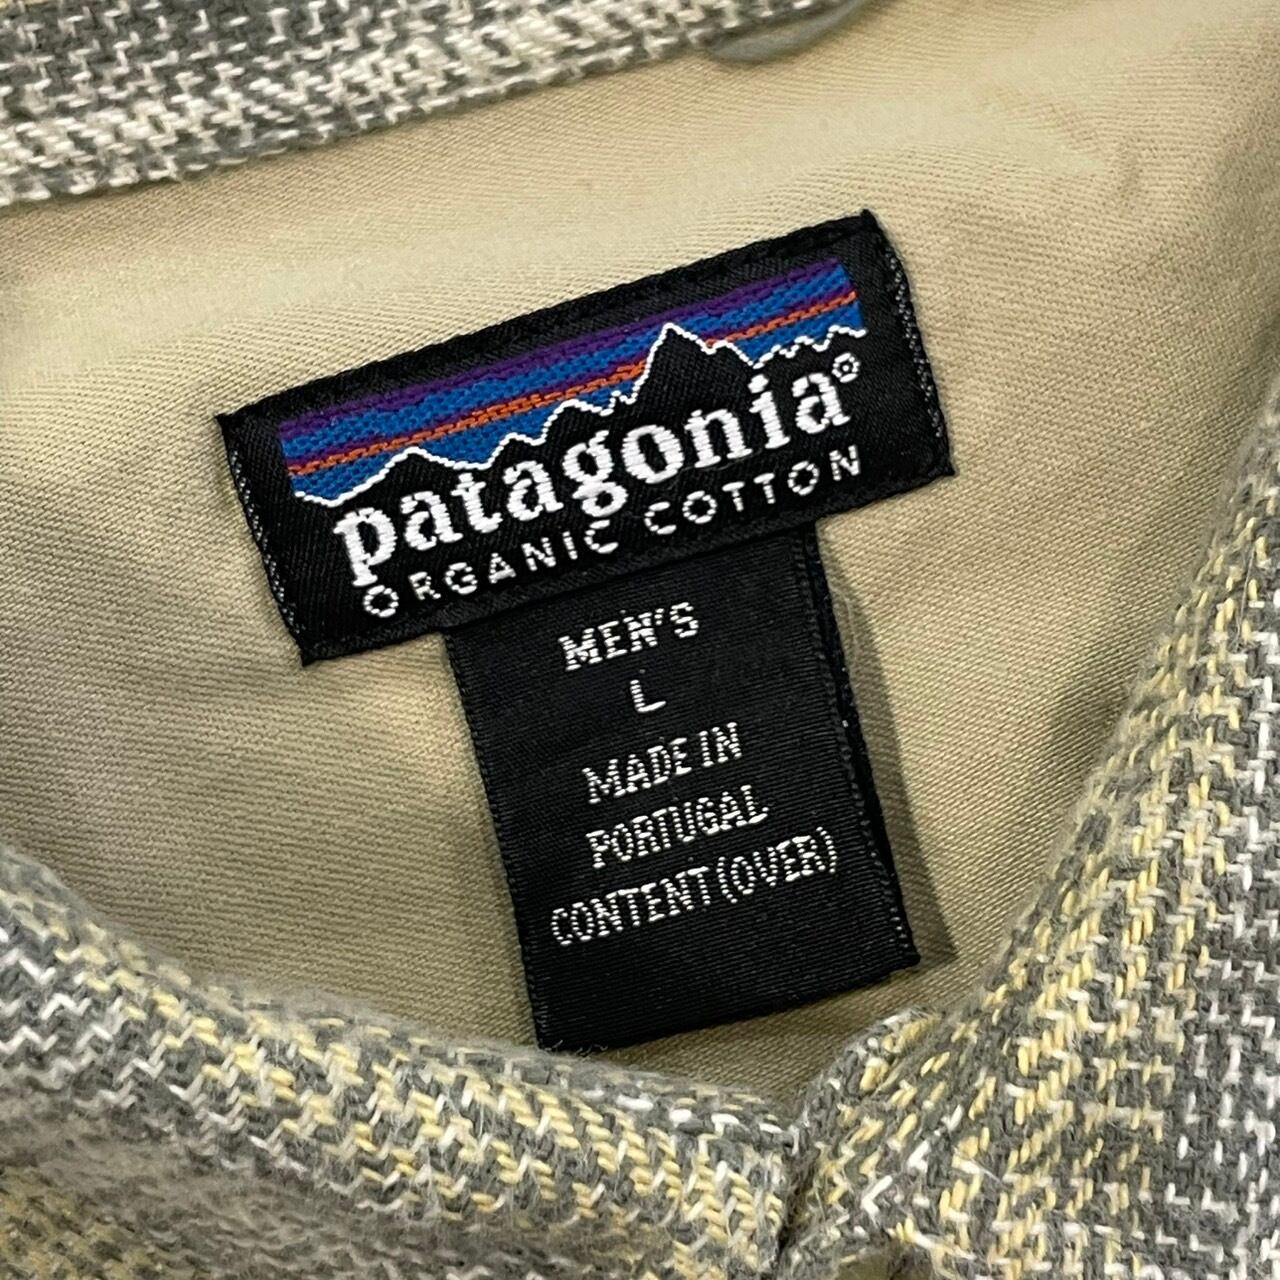 patagonia®
ORGANIC COTTON
MEN'S
L
MADE IN
PORTUGAL
CONTENT (OVER)